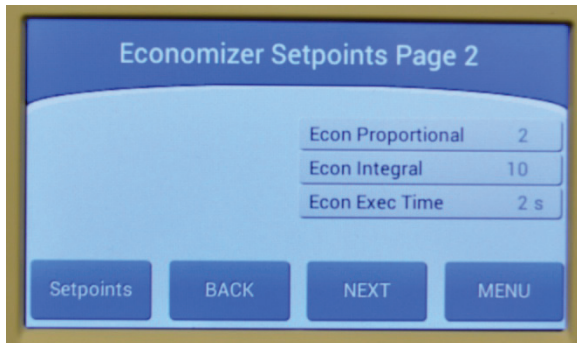 Economizer Setpoints Page 2
Econ Proportional 2
Econ Integral 10
Econ Exec Time 2 s
Setpoints BACK NEXT MENU